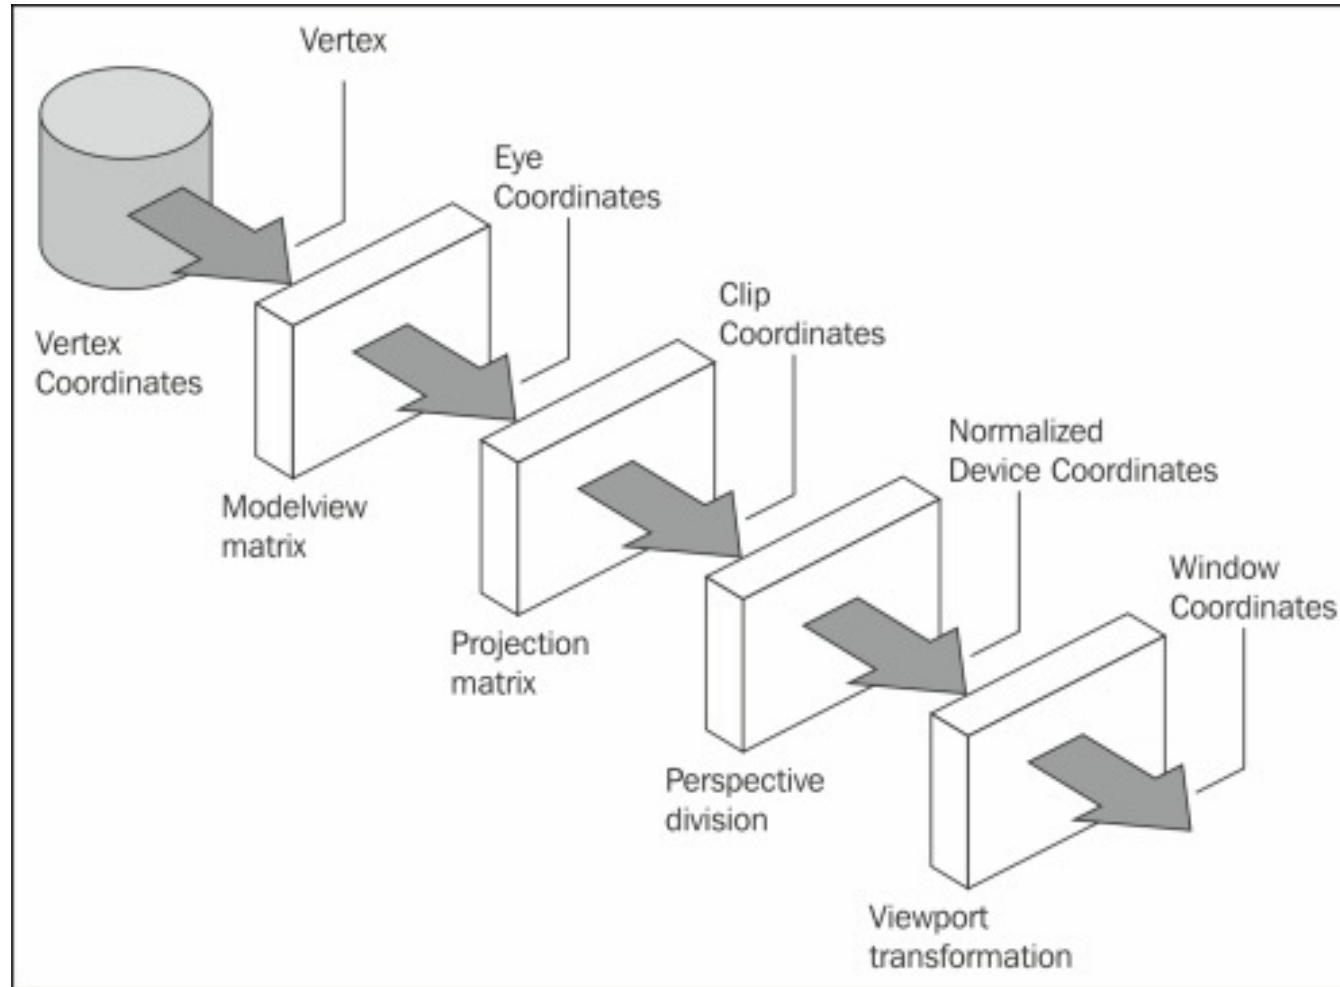 Vertex
Eye
Coordinates
Clip
Coordinates
Vertex
Coordinates
Normalized
Device Coordinates
Modelview
matrix
Window
Coordinates
Projection
matrix
Perspective
division
Viewport
transformation